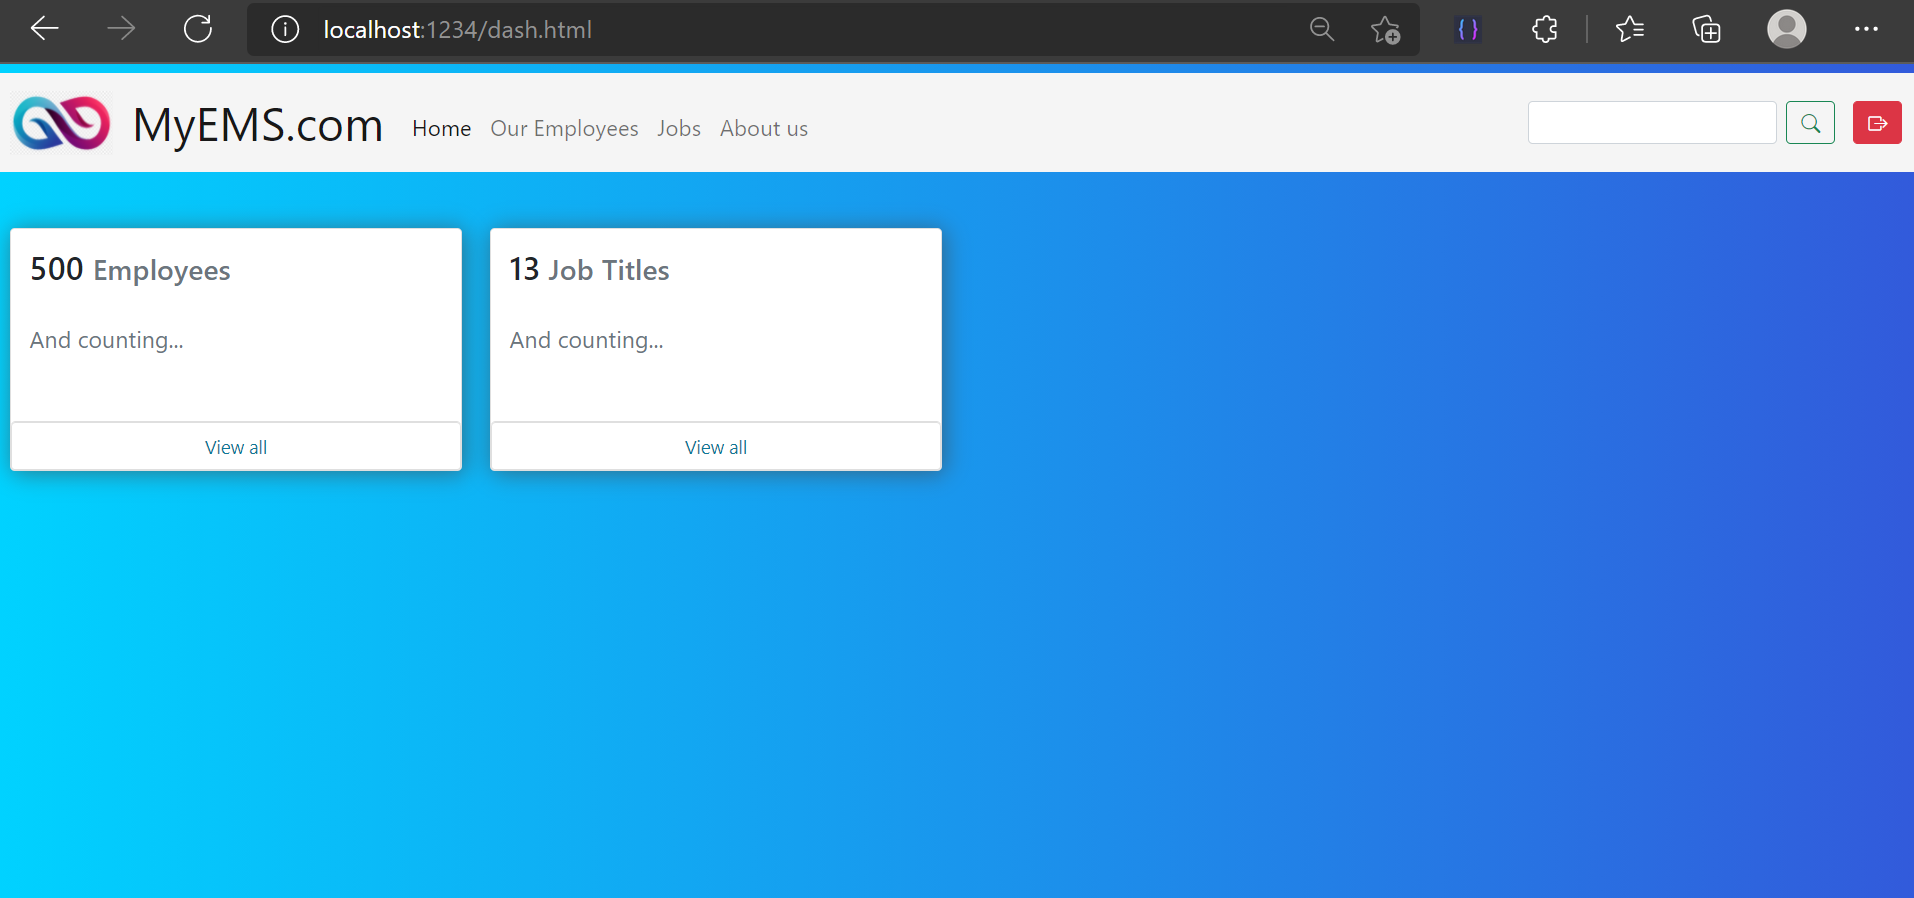 localhost:1234/dash.html
MyEMS.com Home Our Employees Jobs About us
500 Employees
And counting...
View all
13 Job Titles
And counting...
View all